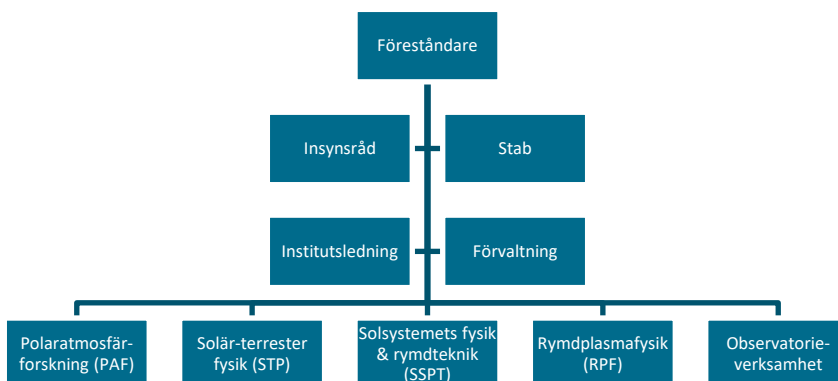 Föreståndare
Insynsråd
Stab
Institutsledning
Förvaltning
Polaratmosfär-
forskning (PAF)
Solär-terrester
fysik (STP)
Solsystemets fysik
& rymdteknik
(SSPT)
Rymdplasmafysik
(RPF)
Observatorie-
verksamhet